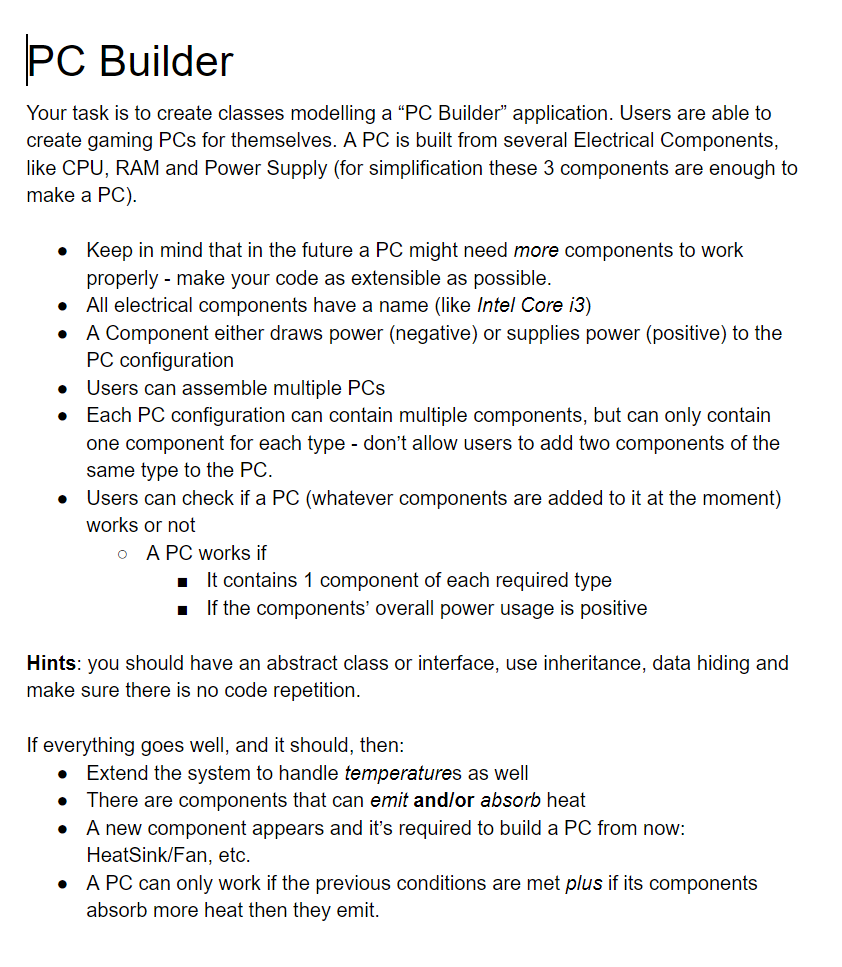 PC Builder
Your task is to create classes modelling a “PC Builder” application. Users are able to
create gaming PCs for themselves. A PC is built from several Electrical Components,
like CPU, RAM and Power Supply (for simplification these 3 components are enough to
make a PC).
● Keep in mind that in the future a PC might need more components to work
properly - make your code as extensible as possible.
● All electrical components have a name (like Intel Core i3)
● A Component either draws power (negative) or supplies power (positive) to the
PC configuration
● Users can assemble multiple PCs
● Each PC configuration can contain multiple components, but can only contain
one component for each type - don’t allow users to add two components of the
same type to the PC.
● Users can check if a PC (whatever components are added to it at the moment)
works or not
○ A PC works if
■ It contains 1 component of each required type
■ If the components’ overall power usage is positive
Hints: you should have an abstract class or interface, use inheritance, data hiding and
make sure there is no code repetition.
If everything goes well, and it should, then:
● Extend the system to handle temperatures as well
● There are components that can emit and/or absorb heat
● A new component appears and it’s required to build a PC from now:
HeatSink/Fan, etc.
● A PC can only work if the previous conditions are met plus if its components
absorb more heat then they emit.